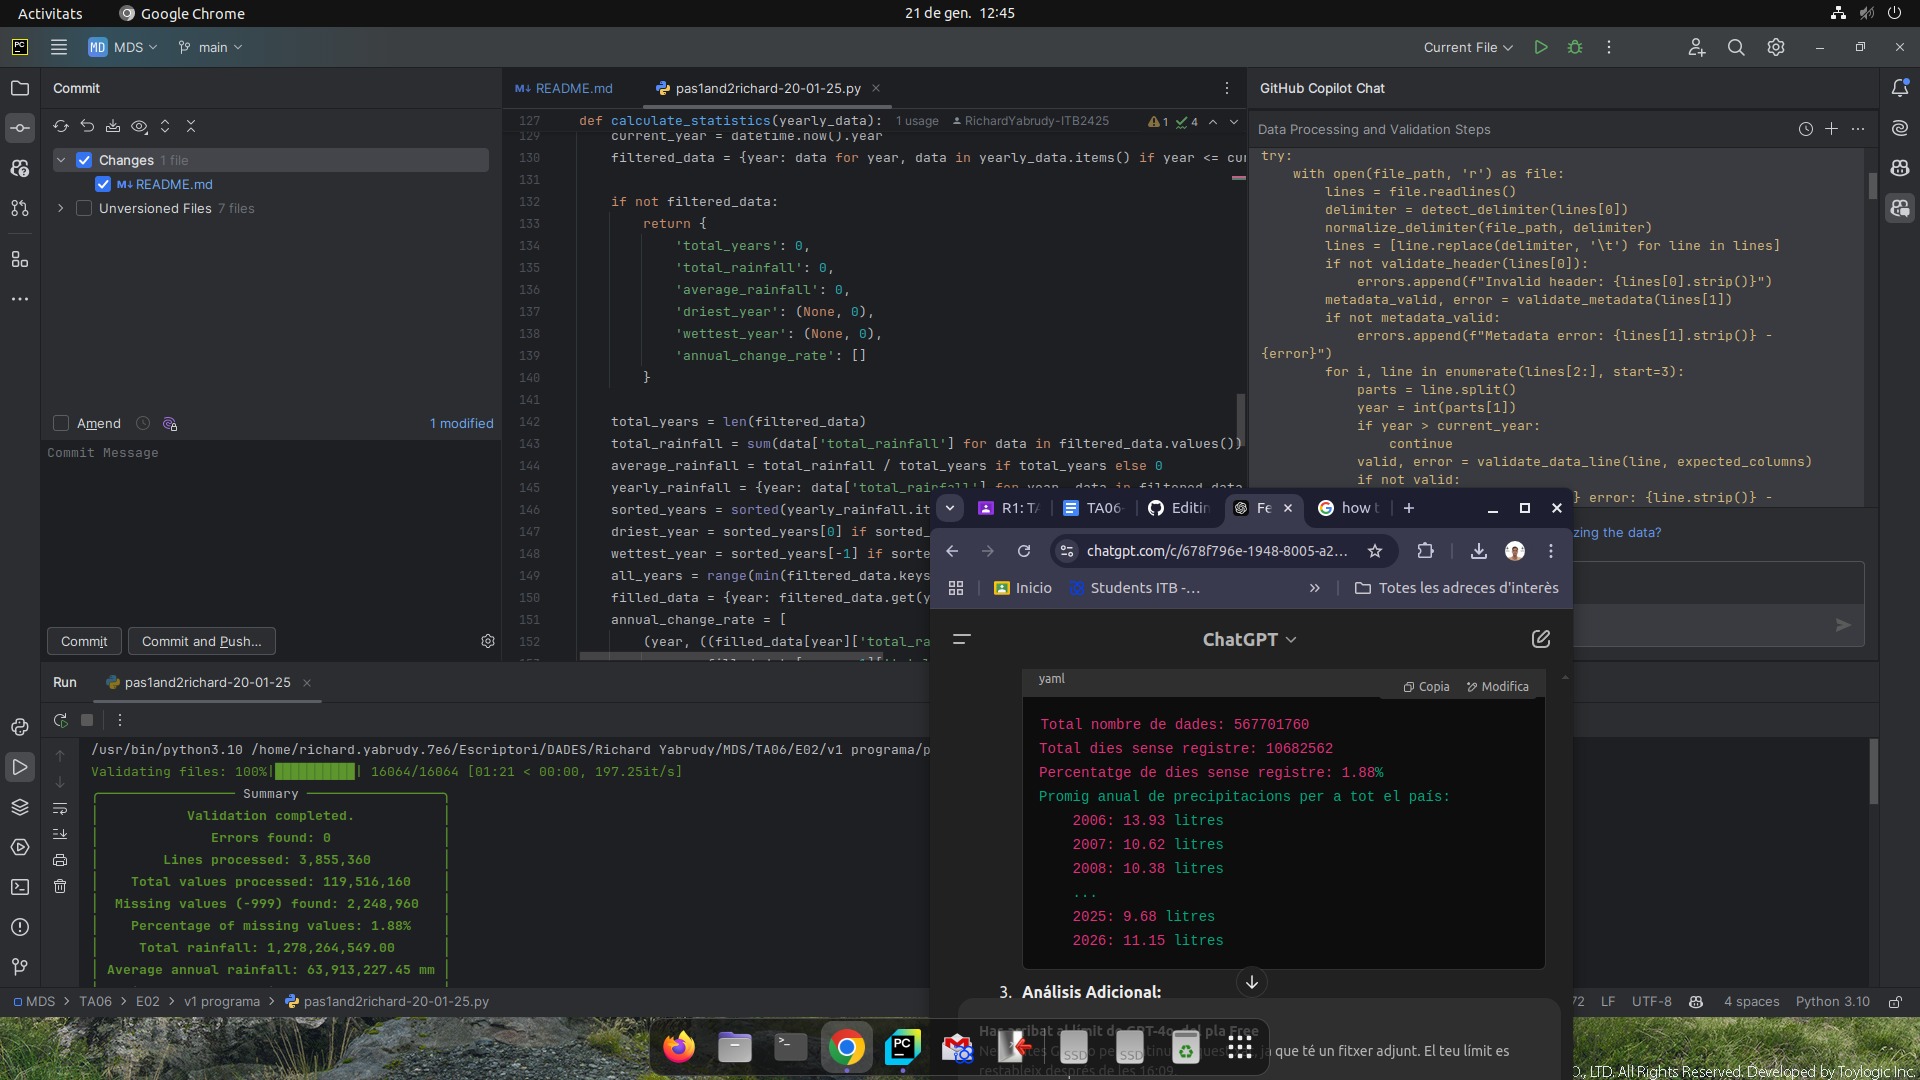 Activitats
Google Chrome
21 de gen. 12:45
PC
MD MDS
main
Current File
Commit
Changes 1 file
M↓ README.md
Unversioned Files 7 files
Amend
1 modified
Commit Message
Commit
Commit and Push...
M↓ README.md
pas1and2richard-20-01-25.py
127 def calculate_statistics(yearly_data): 1 usage RichardYabrudy-ITB2425
1 4
129 current_year = datetime.now().year
130 filtered_data = {year: data for year, data in yearly_data.items() if year <= cu
131
132 if not filtered_data:
133 return {
134 'total_years': 0,
135 'total_rainfall': 0,
136 'average_rainfall': 0,
137 'driest_year': (None, 0),
138 'wettest_year': (None, 0),
139 'annual_change_rate': []
140 }
141
142 total_years = len(filtered_data)
143 total_rainfall = sum(data['total_rainfall'] for data in filtered_data.values())
144 average_rainfall = total_rainfall / total_years if total_years else 0
145 yearly_rainfall = {year: data['total_rainfall'] for year, data in filtered_data
146 sorted_years = sorted(yearly_rainfall.it
147 driest_year = sorted_years[0] if sorted_
148 wettest_year = sorted_years[-1] if sorte
149 all_years = range(min(filtered_data.keys
150 filled_data = {year: filtered_data.get(y
151 annual_change_rate = [
152 (year, ((filled_data[year]['total_ra
GitHub Copilot Chat
Data Processing and Validation Steps
try:
with open(file_path, 'r') as file:
lines = file.readlines()
delimiter = detect_delimiter(lines[0])
normalize_delimiter(file_path, delimiter)
lines = [line.replace(delimiter, '\t') for line in lines]
if not validate_header(lines[0]):
errors.append(f"Invalid header: {lines[0].strip()}")
metadata_valid, error = validate_metadata(lines[1])
if not metadata_valid:
errors.append(f"Metadata error: {lines[1].strip()} -
{error}")
for i, line in enumerate(lines[2:], start=3):
parts = line.split()
year = int(parts[1])
if year > current_year:
continue
valid, error = validate_data_line(line, expected_columns)
if not valid:
} error: {line.strip()} -
zing the data?
R1: TA
TA06-
Editin
Fe
how t
chatgpt.com/c/678f796e-1948-8005-a2...
Inicio
Students ITB -...
Totes les adreces d'interès
ChatGPT
yaml
Copia
Modifica
Total nombre de dades: 567701760
Total dies sense registre: 10682562
Percentatge de dies sense registre: 1.88%
Promig anual de precipitacions per a tot el país:
2006: 13.93 litres
2007: 10.62 litres
2008: 10.38 litres
...
2025: 9.68 litres
2026: 11.15 litres
3. Análisis Adicional:
Run
pas1and2richard-20-01-25
/usr/bin/python3.10 /home/richard.yabrudy.7e6/Escriptori/DADES/Richard Yabrudy/MDS/TA06/E02/v1 programa/p
Validating files: 100%| | 16064/16064 [01:21 < 00:00, 197.25it/s]
Summary
Validation completed.
Errors found: 0
Lines processed: 3,855,360
Total values processed: 119,516,160
Missing values (-999) found: 2,248,960
Percentage of missing values: 1.88%
Total rainfall: 1,278,264,549.00
Average annual rainfall: 63,913,227.45 mm
MDS > TA06 > E02 > v1 programa > pas1and2richard-20-01-25.py
72 LF UTF-8 4 spaces Python 3.10
del pla Free
ja que té un fitxer adjunt. El teu límit es
restableix després de les 16:09.
PC
SSD
SSD
O., LTD. All Rights Reserved. Developed by Toylogic Inc.